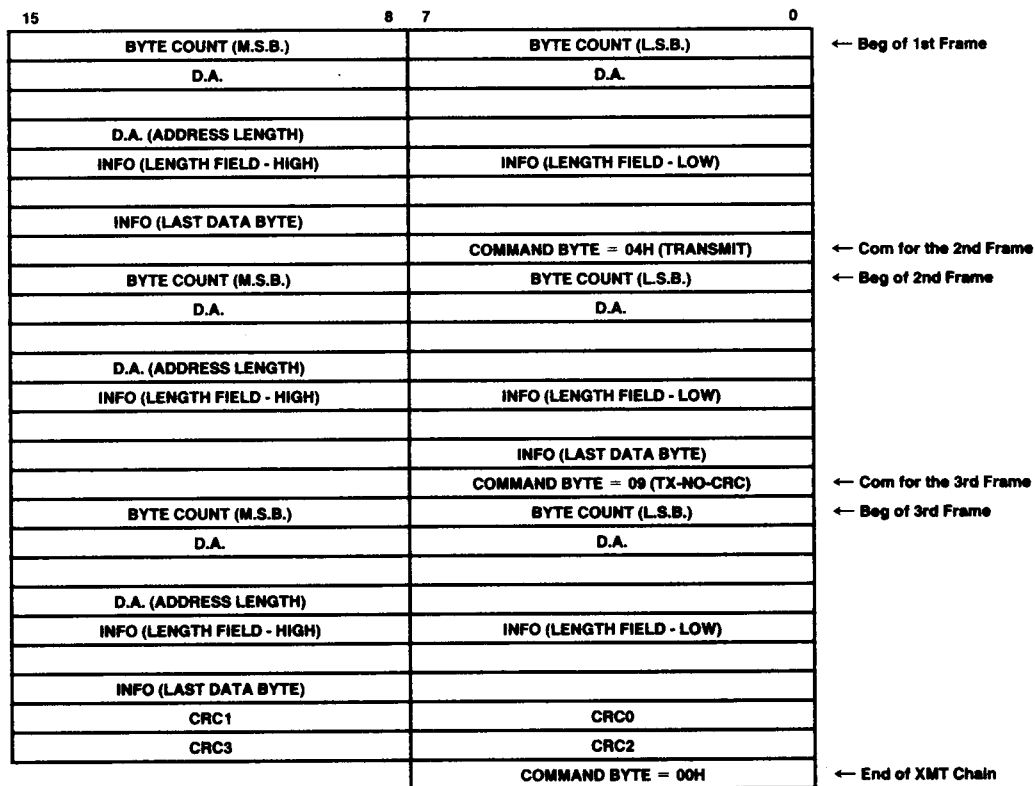 15 8 7 0
BYTE COUNT (M.S.B.) BYTE COUNT (L.S.B.) ← Beg of 1st Frame
D.A. D.A.
D.A. (ADDRESS LENGTH)
INFO (LENGTH FIELD - HIGH) INFO (LENGTH FIELD - LOW)
INFO (LAST DATA BYTE)
COMMAND BYTE = 04H (TRANSMIT) ← Com for the 2nd Frame
BYTE COUNT (M.S.B.) BYTE COUNT (L.S.B.) ← Beg of 2nd Frame
D.A. D.A.
D.A. (ADDRESS LENGTH)
INFO (LENGTH FIELD - HIGH) INFO (LENGTH FIELD - LOW)
INFO (LAST DATA BYTE)
COMMAND BYTE = 09 (TX-NO-CRC) ← Com for the 3rd Frame
BYTE COUNT (M.S.B.) BYTE COUNT (L.S.B.) ← Beg of 3rd Frame
D.A. D.A.
D.A. (ADDRESS LENGTH)
INFO (LENGTH FIELD - HIGH) INFO (LENGTH FIELD - LOW)
INFO (LAST DATA BYTE)
CRC1 CRC0
CRC3 CRC2
COMMAND BYTE = 00H ← End of XMT Chain